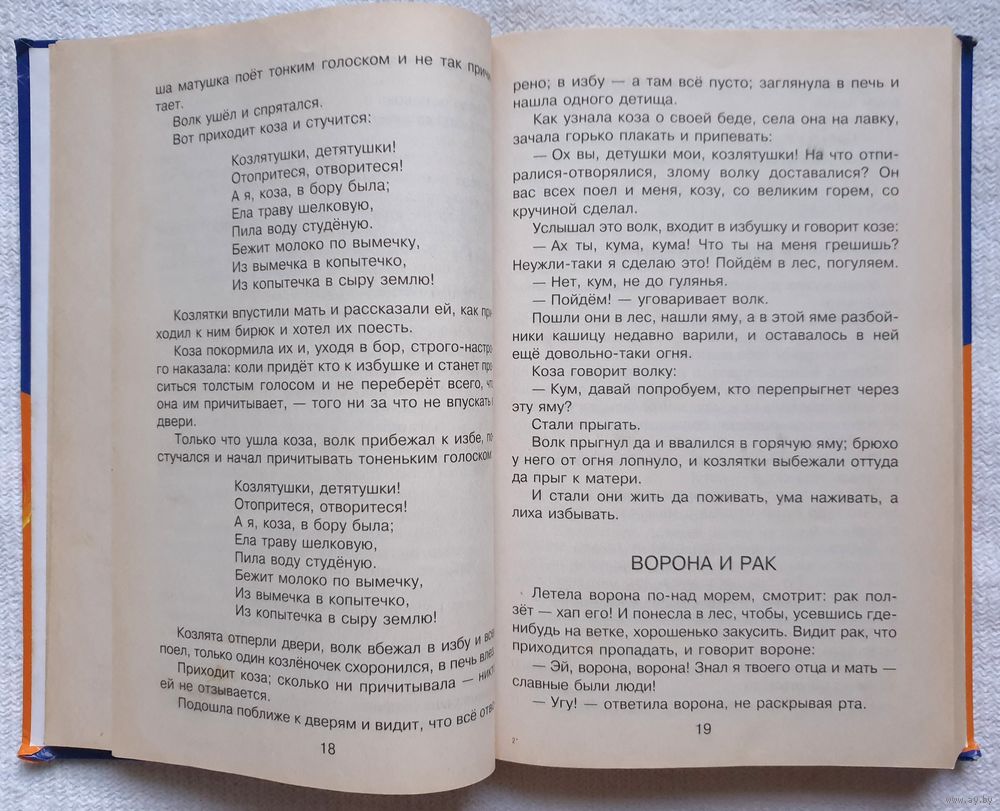 ша матушка поёт тонким голоском и не так причи
тает.
Волк ушёл и спрятался.
Вот приходит коза и стучится:
Козлятушки, детятушки!
Отопритеся, отворитеся!
А я, коза, в бору была;
Ела траву шелковую,
Пила воду студёную.
Бежит молоко по вымечку,
Из вымечка в копытечко,
Из копытечка в сыру землю!
Козлятки впустили мать и рассказали ей, как при
ходил к ним бирюк и хотел их поесть.
Коза покормила их и, уходя в бор, строго-настро
го наказала: коли придёт кто к избушке и станет про
ситься толстым голосом и не переберёт всего, что
она им причитывает, — того ни за что не впускать в
двери.
Только что ушла коза, волк прибежал к избе, по
стучался и начал причитывать тоненьким голоском
Козлятушки, детятушки!
Отопритеся, отворитеся!
А я, коза, в бору была;
Ела траву шелковую,
Пила воду студёную.
Бежит молоко по вымечку,
Из вымечка в копытечко,
Из копытечка в сыру землю!
Козлята отперли двери, волк вбежал в избу и всех
поел, только один козлёночек схоронился, в печь влез
Приходит коза; сколько ни причитывала — никто
ей не отзывается.
Подошла поближе к дверям и видит, что всё отво
18
рено; в избу — а там всё пусто; заглянула в печь и
нашла одного детища.
Как узнала коза о своей беде, села она на лавку,
зачала горько плакать и припевать:
— Ох вы, детушки мои, козлятушки! На что отпи-
ралися-отворялися, злому волку доставалися? Он
вас всех поел и меня, козу, со великим горем, со
кручиной сделал.
Услышал это волк, входит в избушку и говорит козе:
— Ах ты, кума, кума! Что ты на меня грешишь?
Неужли-таки я сделаю это! Пойдём в лес, погуляем.
— Нет, кум, не до гулянья.
— Пойдём! — уговаривает волк.
Пошли они в лес, нашли яму, а в этой яме разбой-
ники кашицу недавно варили, и оставалось в ней
ещё довольно-таки огня.
Коза говорит волку:
— Кум, давай попробуем, кто перепрыгнет через
эту яму?
Стали прыгать.
Волк прыгнул да и ввалился в горячую яму; брюхо
у него от огня лопнуло, и козлятки выбежали оттуда
да прыг к матери.
И стали они жить да поживать, ума наживать, а
лиха избывать.
ВОРОНА И РАК
Летела ворона по-над морем, смотрит: рак пол-
зёт — хап его! И понесла в лес, чтобы, усевшись где-
нибудь на ветке, хорошенько закусить. Видит рак, что
приходится пропадать, и говорит вороне:
— Эй, ворона, ворона! Знал я твоего отца и мать —
славные были люди!
— Угу! — ответила ворона, не раскрывая рта.
19
2*
www.ay.by